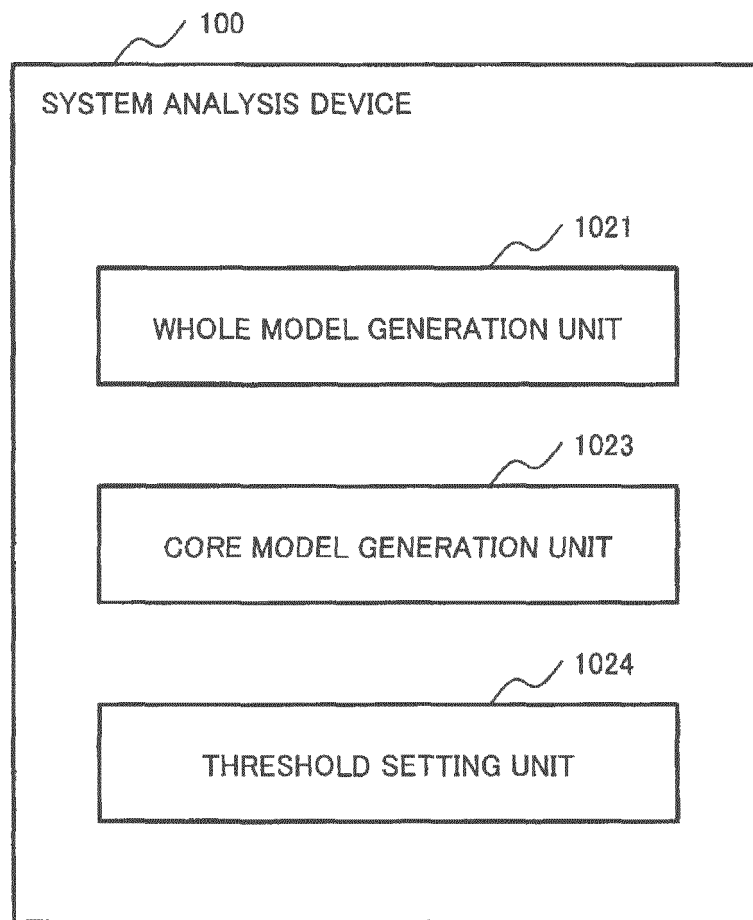 100
SYSTEM ANALYSIS DEVICE
1021
WHOLE MODEL GENERATION UNIT
1023
CORE MODEL GENERATION UNIT
1024
THRESHOLD SETTING UNIT